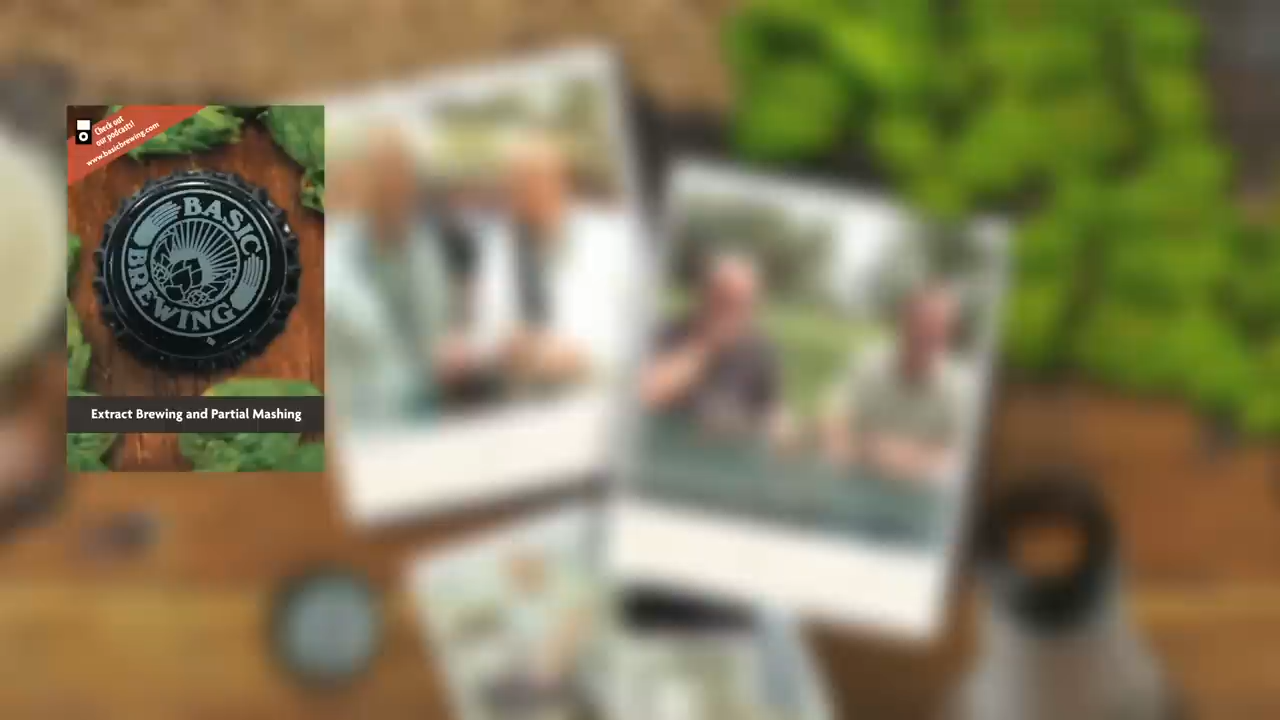 Check out
our podcasts!
www.basicbrewing.com
BASIC
BREWING
Extract Brewing and Partial Mashing